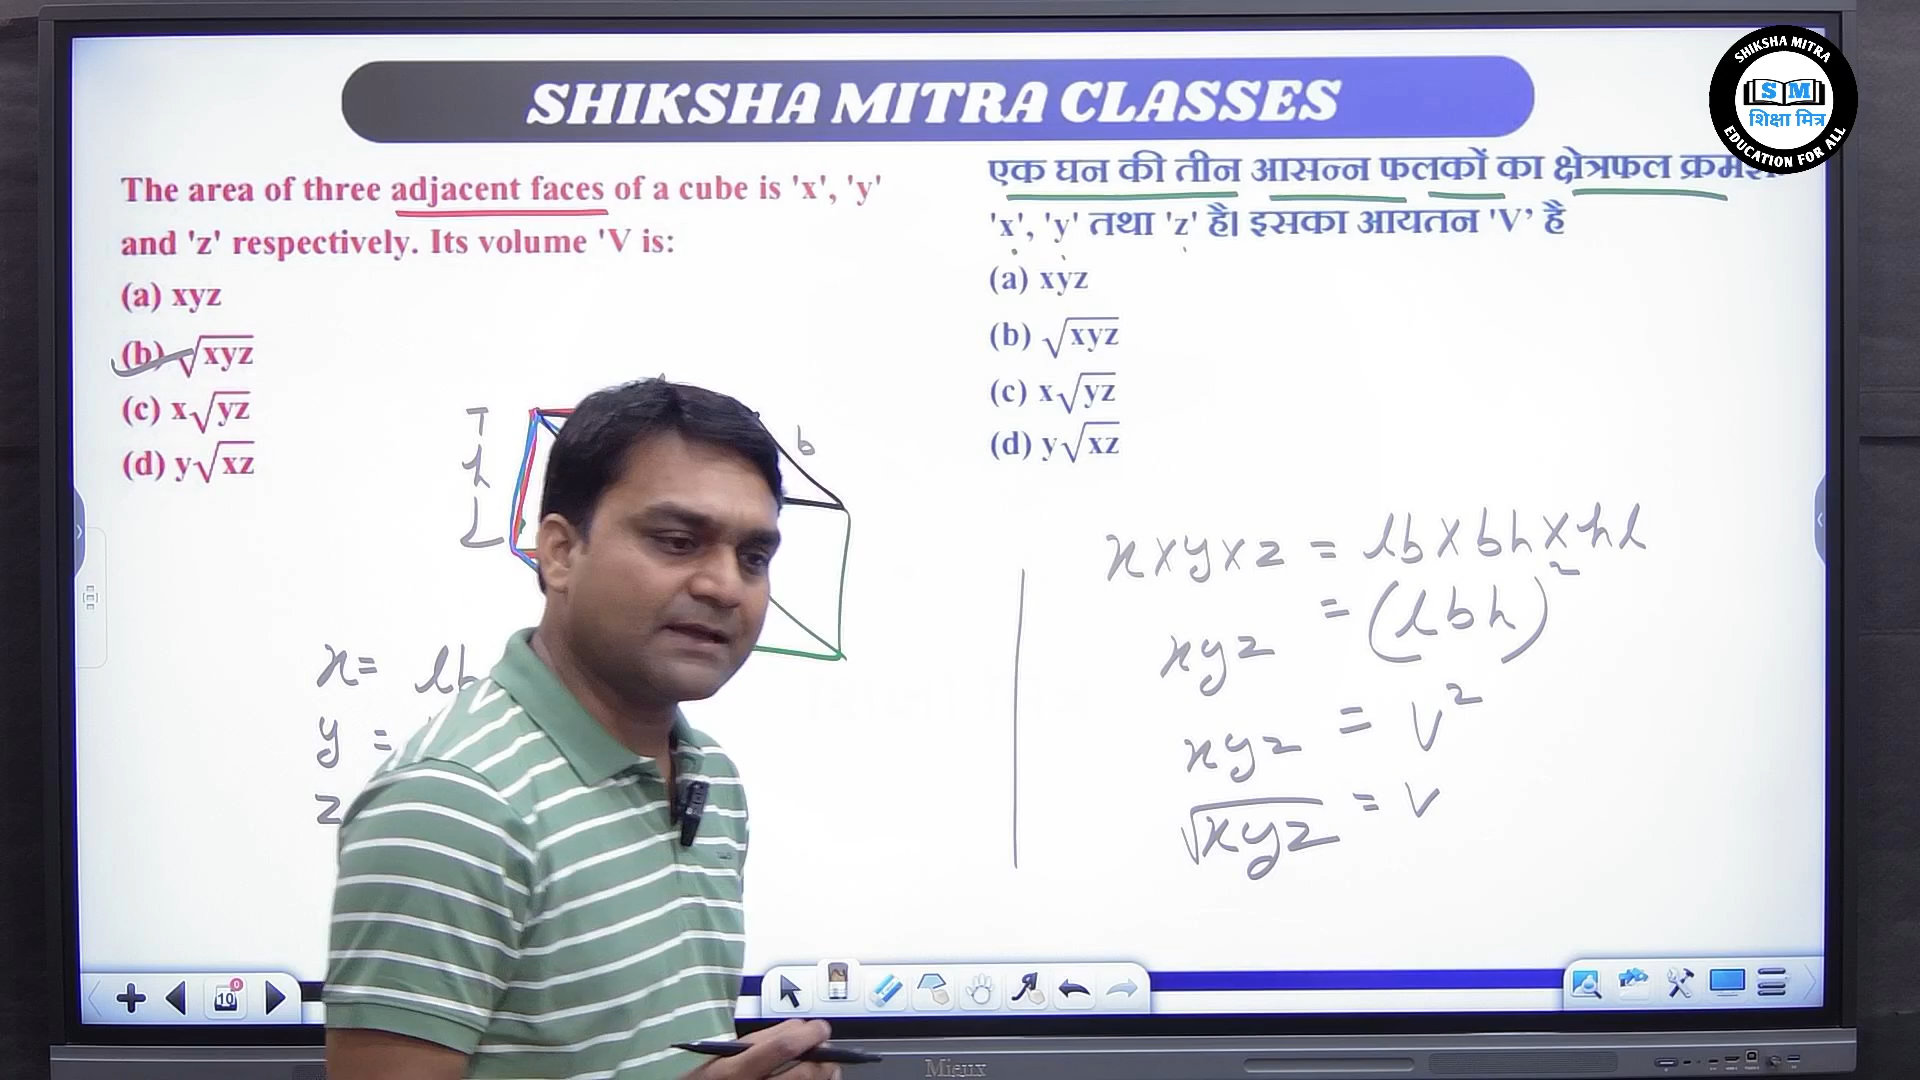 SHIKSHA MITRA CLASSES
SHIKSHA MITRA
SM
शिक्षा मित्र
EDUCATION FOR ALL
The area of three adjacent faces of a cube is 'x', 'y'
and 'z' respectively. Its volume 'V is:
(a) xyz
(b) √xyz
(c) x√yz
(d) y√xz
एक घन की तीन आसन्न फलकों का क्षेत्रफल
'x', 'y' तथा 'z' है। इसका आयतन 'V' है
(a) xyz
(b) √xyz
(c) x√yz
(d) y√xz
h
b
x = lb
y =
z
x × y × z = lb × bh × hl
xyz = (lbh)²
xyz = V²
√xyz = V
10
0